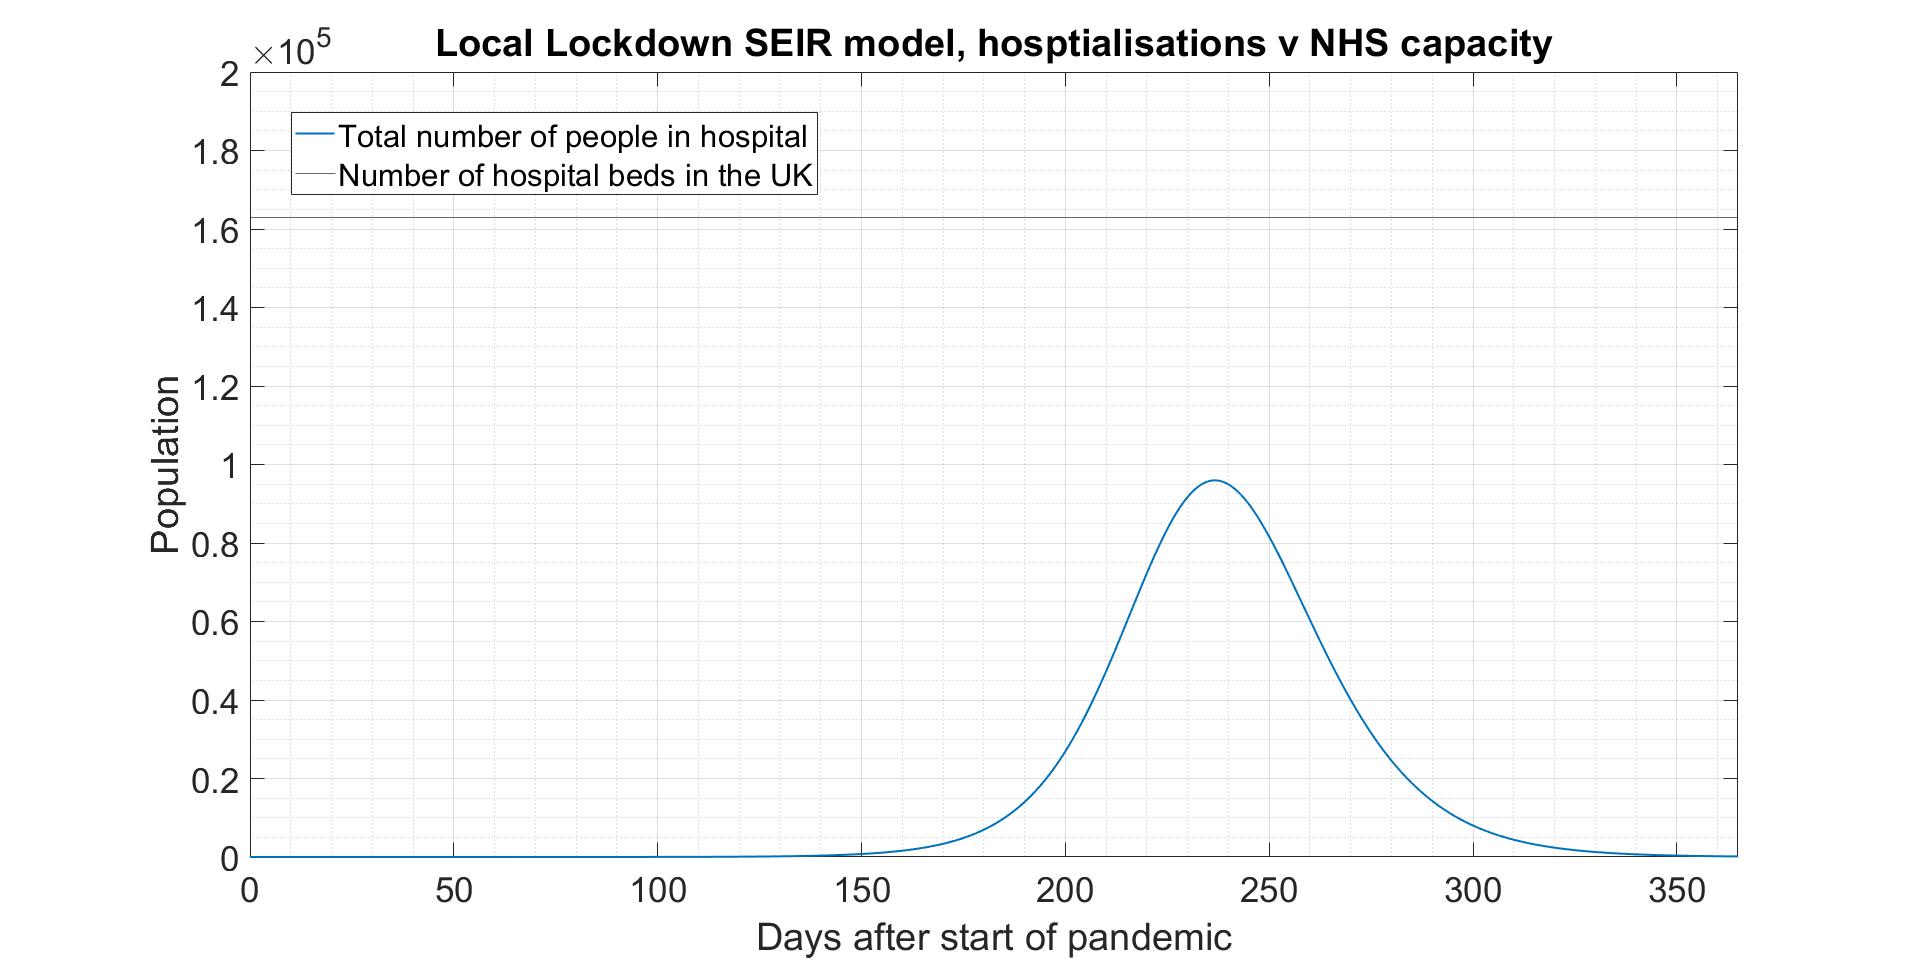 Local Lockdown SEIR model, hosptialisations v NHS capacity
×10^5
Total number of people in hospital
Number of hospital beds in the UK
2
1.8
1.6
1.4
1.2
1
0.8
0.6
0.4
0.2
0
Population
0 50 100 150 200 250 300 350
Days after start of pandemic